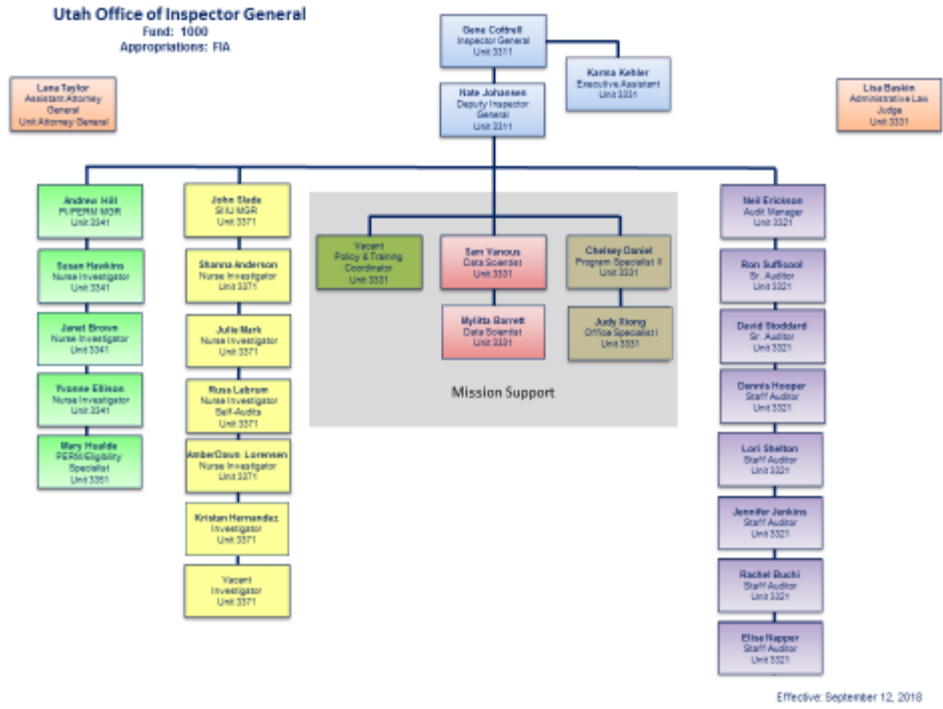 Utah Office of Inspector General
Fund: 1000
Appropriations: FIA
Gene Cottrell
Inspector General
Unit 3311
Karma Kehler
Executive Assistant
Unit 3331
Nate Johansen
Deputy Inspector
General
Unit 3311
Lana Taylor
Assistant Attorney
General
Unit Attorney General
Lisa Baskin
Administrative Law
Judge
Unit 3331
Andrew Hill
PI/PERM MGR
Unit 3341
Susan Hawkins
Nurse Investigator
Unit 3341
Janet Brown
Nurse Investigator
Unit 3341
Yvonne Ellison
Nurse Investigator
Unit 3341
Mary
PERM/Eligibility
Specialist
Unit 3351
John Slade
SIIU MGR
Unit 3371
Shanna Anderson
Nurse Investigator
Unit 3371
Julie Mark
Nurse Investigator
Unit 3371
Russ Labrum
Nurse Investigator
Self-Audits
Unit 3371
AmberDawn Lorensen
Nurse Investigator
Unit 3371
Kristan Hernandez
Investigator
Unit 3371
Vacant
Investigator
Unit 3371
Vacant
Policy & Training
Coordinator
Unit 3331
Sam Vanous
Data Scientist
Unit 3331
Mylitta Barrett
Data Scientist
Unit 3331
Chelsey Daniel
Program Specialist II
Unit 3331
Judy Xiong
Office Specialist I
Unit 3331
Mission Support
Neil Erickson
Audit Manager
Unit 3321
Ron Sufficool
Sr. Auditor
Unit 3321
David Stoddard
Sr. Auditor
Unit 3321
Dennis Hooper
Staff Auditor
Unit 3321
Lori Shelton
Staff Auditor
Unit 3321
Jennifer Jenkins
Staff Auditor
Unit 3321
Rachel Buchi
Staff Auditor
Unit 3321
Elise Napper
Staff Auditor
Unit 3321
Effective: September 12, 2018